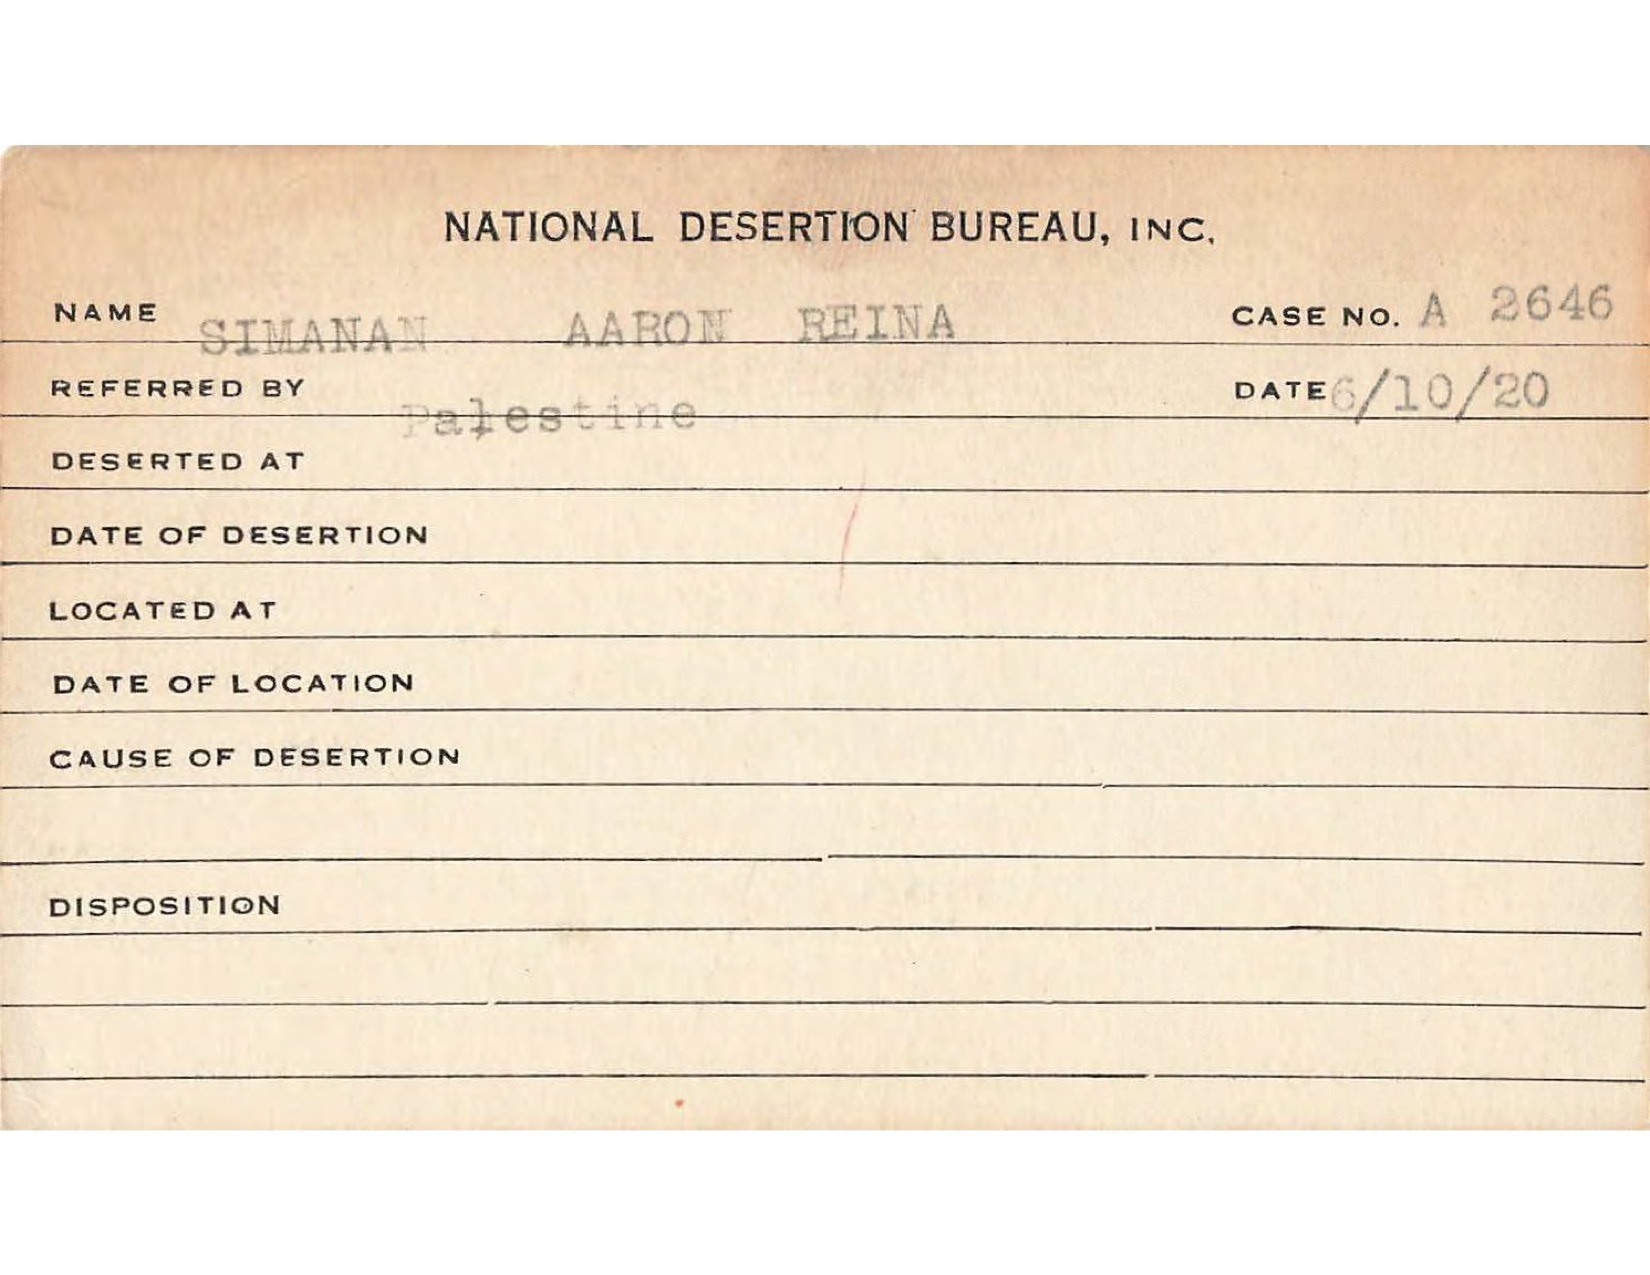 NATIONAL DESERTION BUREAU, INC.
NAME SIMANAN AARON REINA CASE NO. A 2646
REFERRED BY Palestine DATE 6/10/20
DESERTED AT
DATE OF DESERTION
LOCATED AT
DATE OF LOCATION
CAUSE OF DESERTION
DISPOSITION